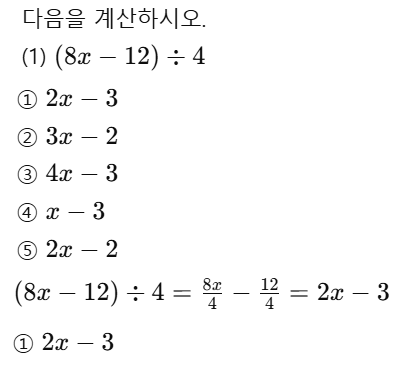 다음을 계산하시오.
(1) (8x − 12) ÷ 4
① 2x − 3
② 3x − 2
③ 4x − 3
④ x − 3
⑤ 2x − 2
(8x − 12) ÷ 4 = 8x/4 − 12/4 = 2x − 3
① 2x − 3